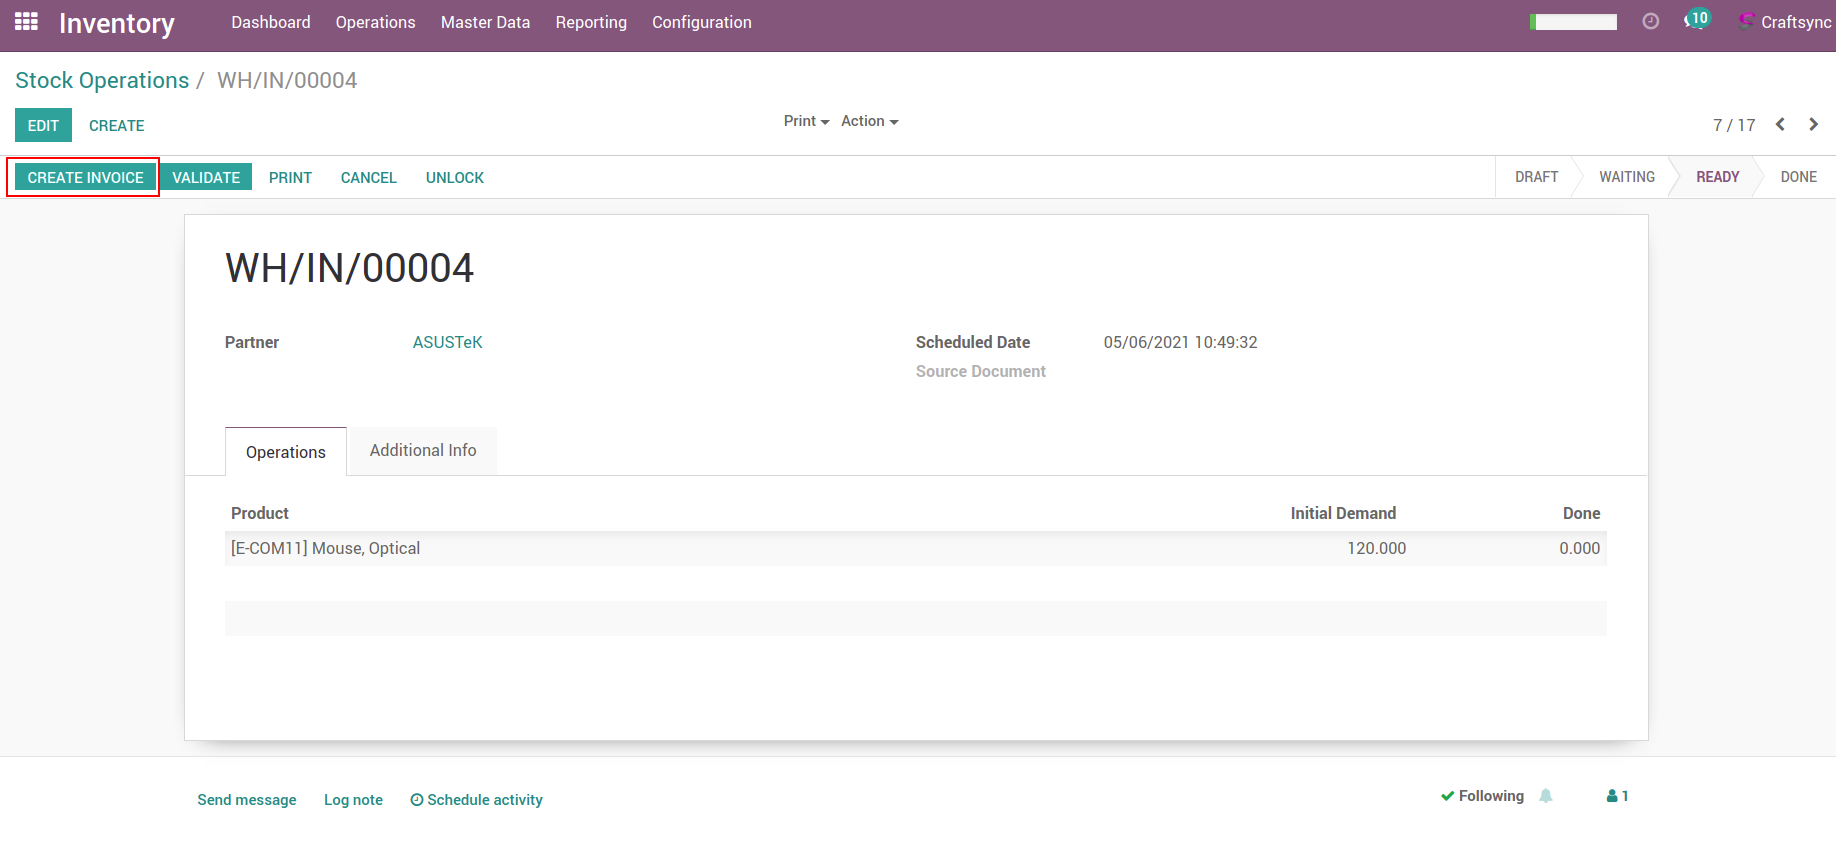 Inventory Dashboard Operations Master Data Reporting Configuration 10 Craftsync
Stock Operations / WH/IN/00004
EDIT CREATE Print Action 7 / 17
CREATE INVOICE VALIDATE PRINT CANCEL UNLOCK DRAFT WAITING READY DONE
WH/IN/00004
Partner ASUSTeK Scheduled Date 05/06/2021 10:49:32
Source Document
Operations Additional Info
Product Initial Demand Done
[E-COM11] Mouse, Optical 120.000 0.000
Send message Log note Schedule activity Following 1